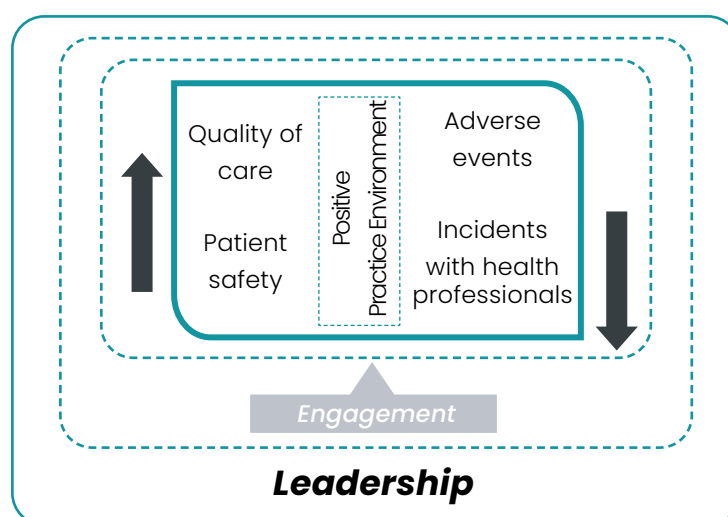 Quality of
care
Patient
safety
Positive
Practice Environment
Adverse
events
Incidents
with health
professionals
Engagement
Leadership